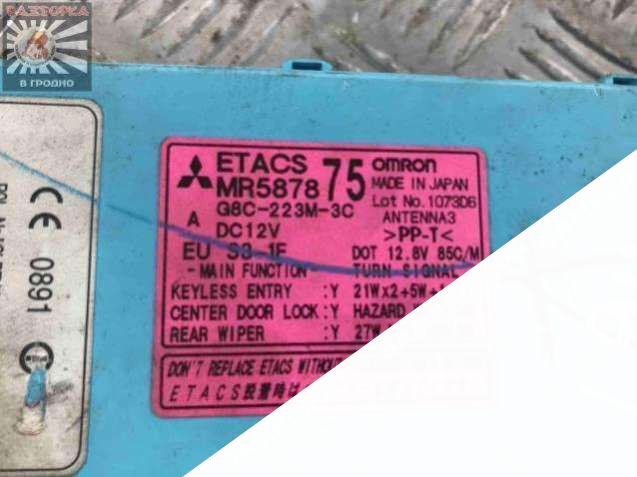 РАЗБОРКА
В ГРОДНО
ETACS 75 OMRON
MR5878
MADE IN JAPAN
G8C-223M-3C
Lot No. 1073D6
A
DC12V
ANTENNA3
>PP-T<
EU S3-1F
DOT 12.8V 85C/M
-MAIN FUNCTION-
TURN SIGNAL
KEYLESS ENTRY :Y 21Wx2+5W+
CENTER DOOR LOCK :Y HAZARD
REAR WIPER :Y 27W
DON'T REPLACE ETACS WITHOUT
ETACS
CE 0891